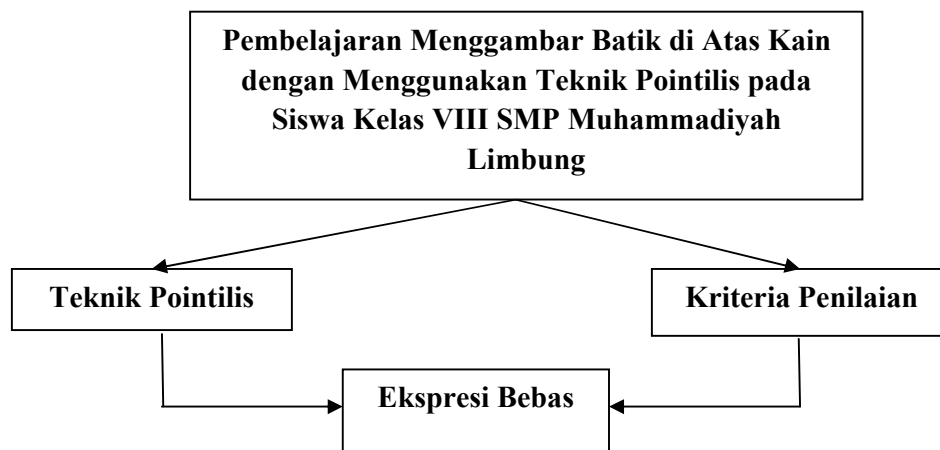 Pembelajaran Menggambar Batik di Atas Kain
dengan Menggunakan Teknik Pointilis pada
Siswa Kelas VIII SMP Muhammadiyah
Limbung
Teknik Pointilis
Kriteria Penilaian
Ekspresi Bebas